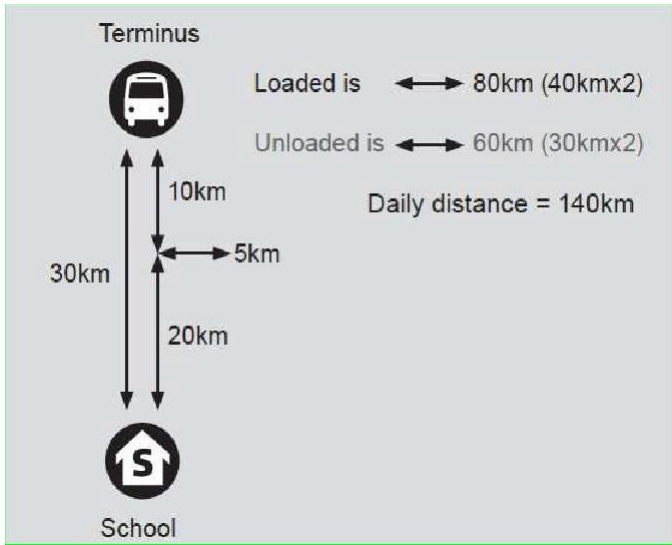 Terminus
Loaded is 80km (40kmx2)
Unloaded is 60km (30kmx2)
Daily distance = 140km
10km
5km
30km
20km
S
School